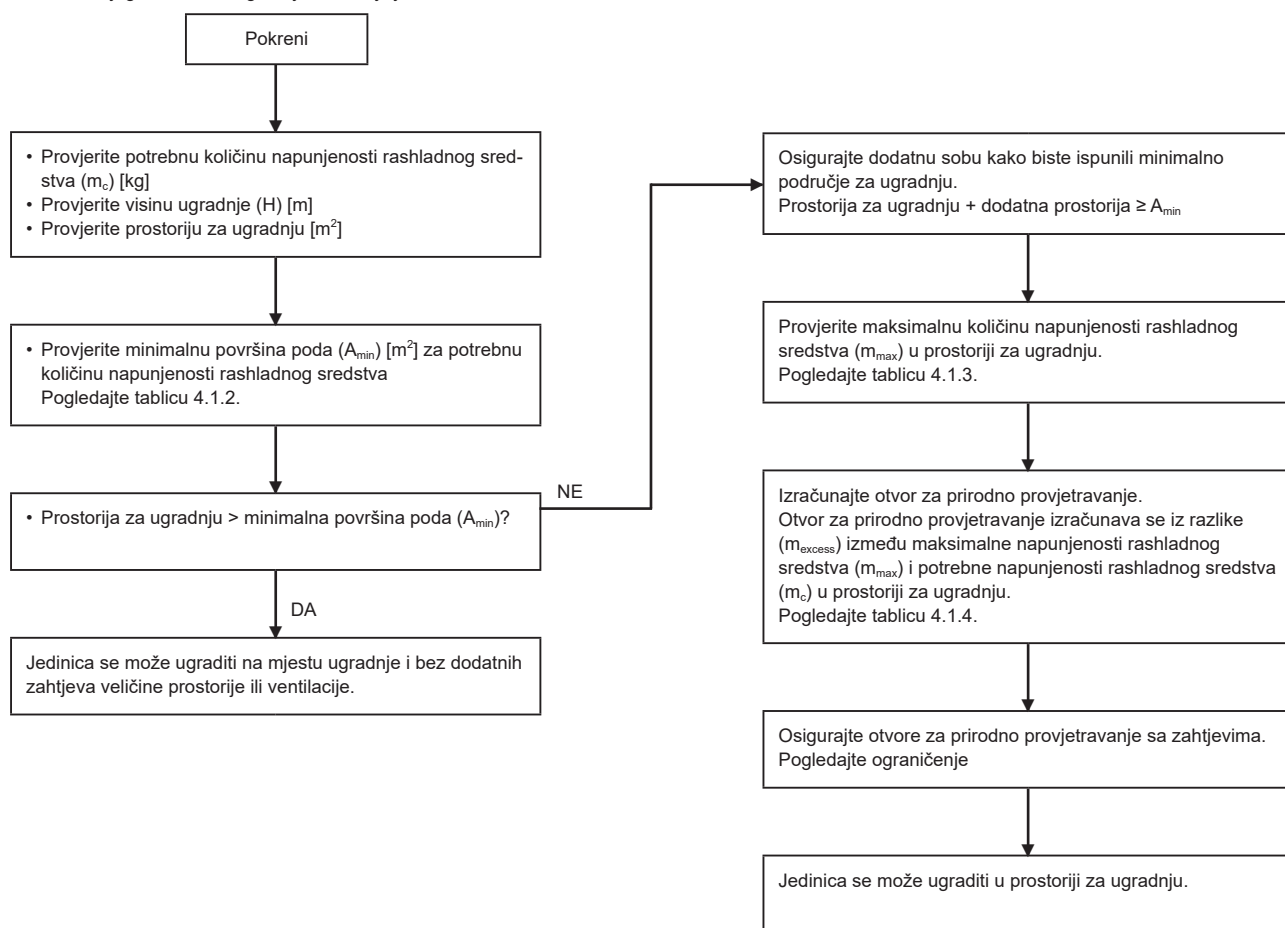 Pokreni
• Provjerite potrebnu količinu napunjenosti rashladnog sred-
stva (mc) [kg]
• Provjerite visinu ugradnje (H) [m]
• Provjerite prostoriju za ugradnju [m²]
• Provjerite minimalnu površina poda (Amin) [m²] za potrebnu
količinu napunjenosti rashladnog sredstva
Pogledajte tablicu 4.1.2.
• Prostorija za ugradnju > minimalna površina poda (Amin)?
NE
DA
Jedinica se može ugraditi na mjestu ugradnje i bez dodatnih
zahtjeva veličine prostorije ili ventilacije.
Osigurajte dodatnu sobu kako biste ispunili minimalno
područje za ugradnju.
Prostorija za ugradnju + dodatna prostorija ≥ Amin
Provjerite maksimalnu količinu napunjenosti rashladnog
sredstva (mmax) u prostoriji za ugradnju.
Pogledajte tablicu 4.1.3.
Izračunajte otvor za prirodno provjetravanje.
Otvor za prirodno provjetravanje izračunava se iz razlike
(mexcess) između maksimalne napunjenosti rashladnog
sredstva (mmax) i potrebne napunjenosti rashladnog sredstva
(mc) u prostoriji za ugradnju.
Pogledajte tablicu 4.1.4.
Osigurajte otvore za prirodno provjetravanje sa zahtjevima.
Pogledajte ograničenje
Jedinica se može ugraditi u prostoriji za ugradnju.